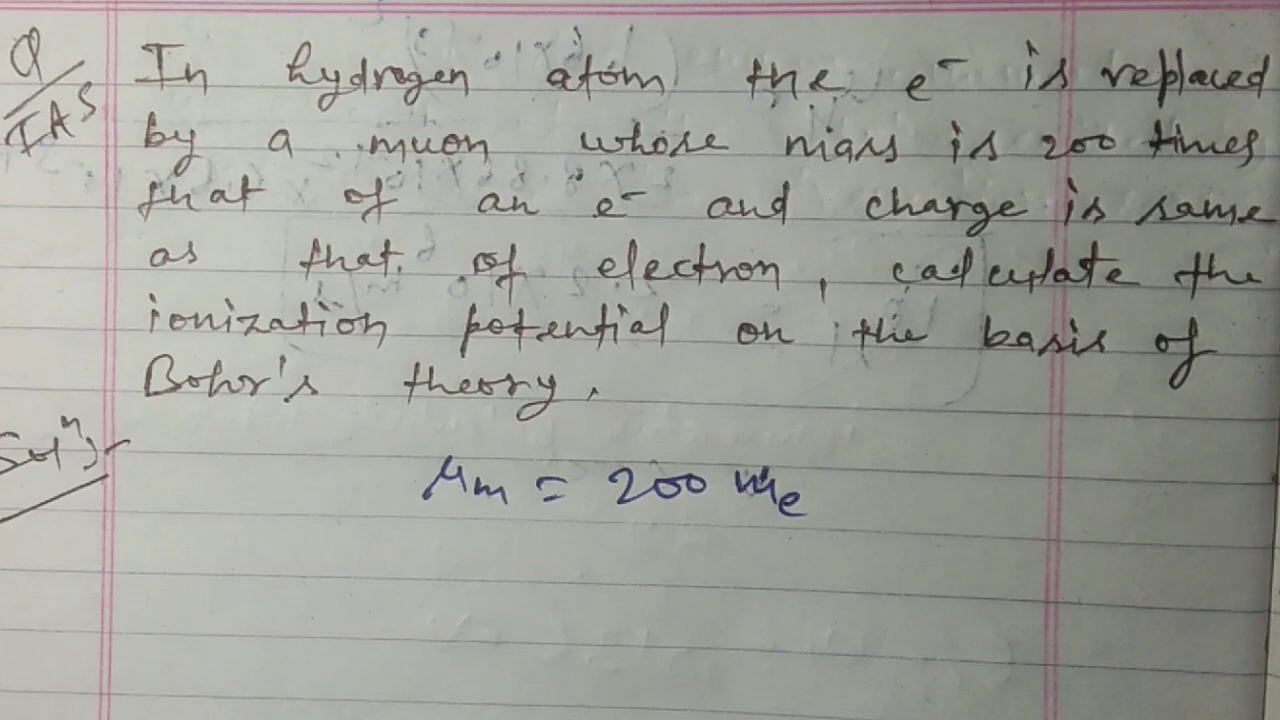 Q/IAS
In hydrogen atom the e⁻ is replaced
by a muon whose mass is 200 times
that of an e⁻ and charge is same
as that of electron, calculate the
ionization potential on the basis of
Bohr's theory.
Solⁿ:-
μm = 200 me